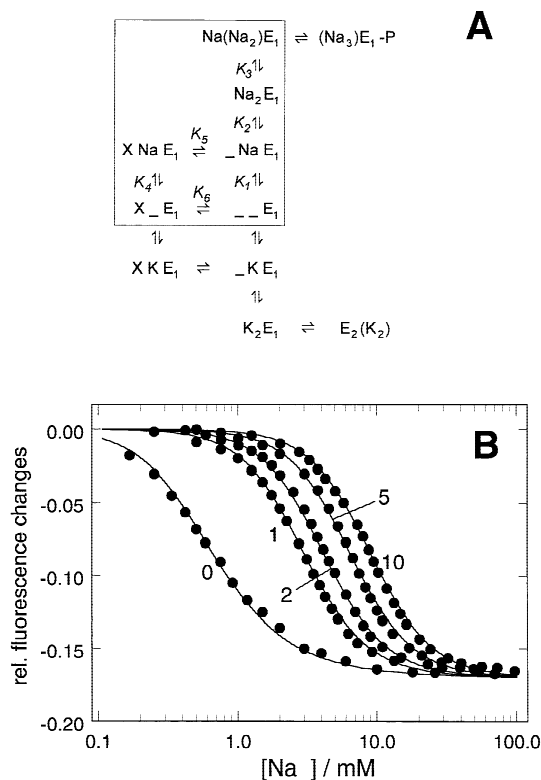 A
Na(Na2)E1 ⇌ (Na3)E1-P
K3 ⇌
Na2E1
K5 K2 ⇌
X Na E1 ⇌ _ Na E1
K4 ⇌ K6 K1 ⇌
X _ E1 ⇌ _ _ E1
⇌ ⇌
X K E1 ⇌ _ K E1
⇌
K2E1 ⇌ E2(K2)
B
rel. fluorescence changes
0.00
-0.05
-0.10
-0.15
-0.20
0
1
2
5
10
0.1 1.0 10.0 100.0
[Na ] / mM